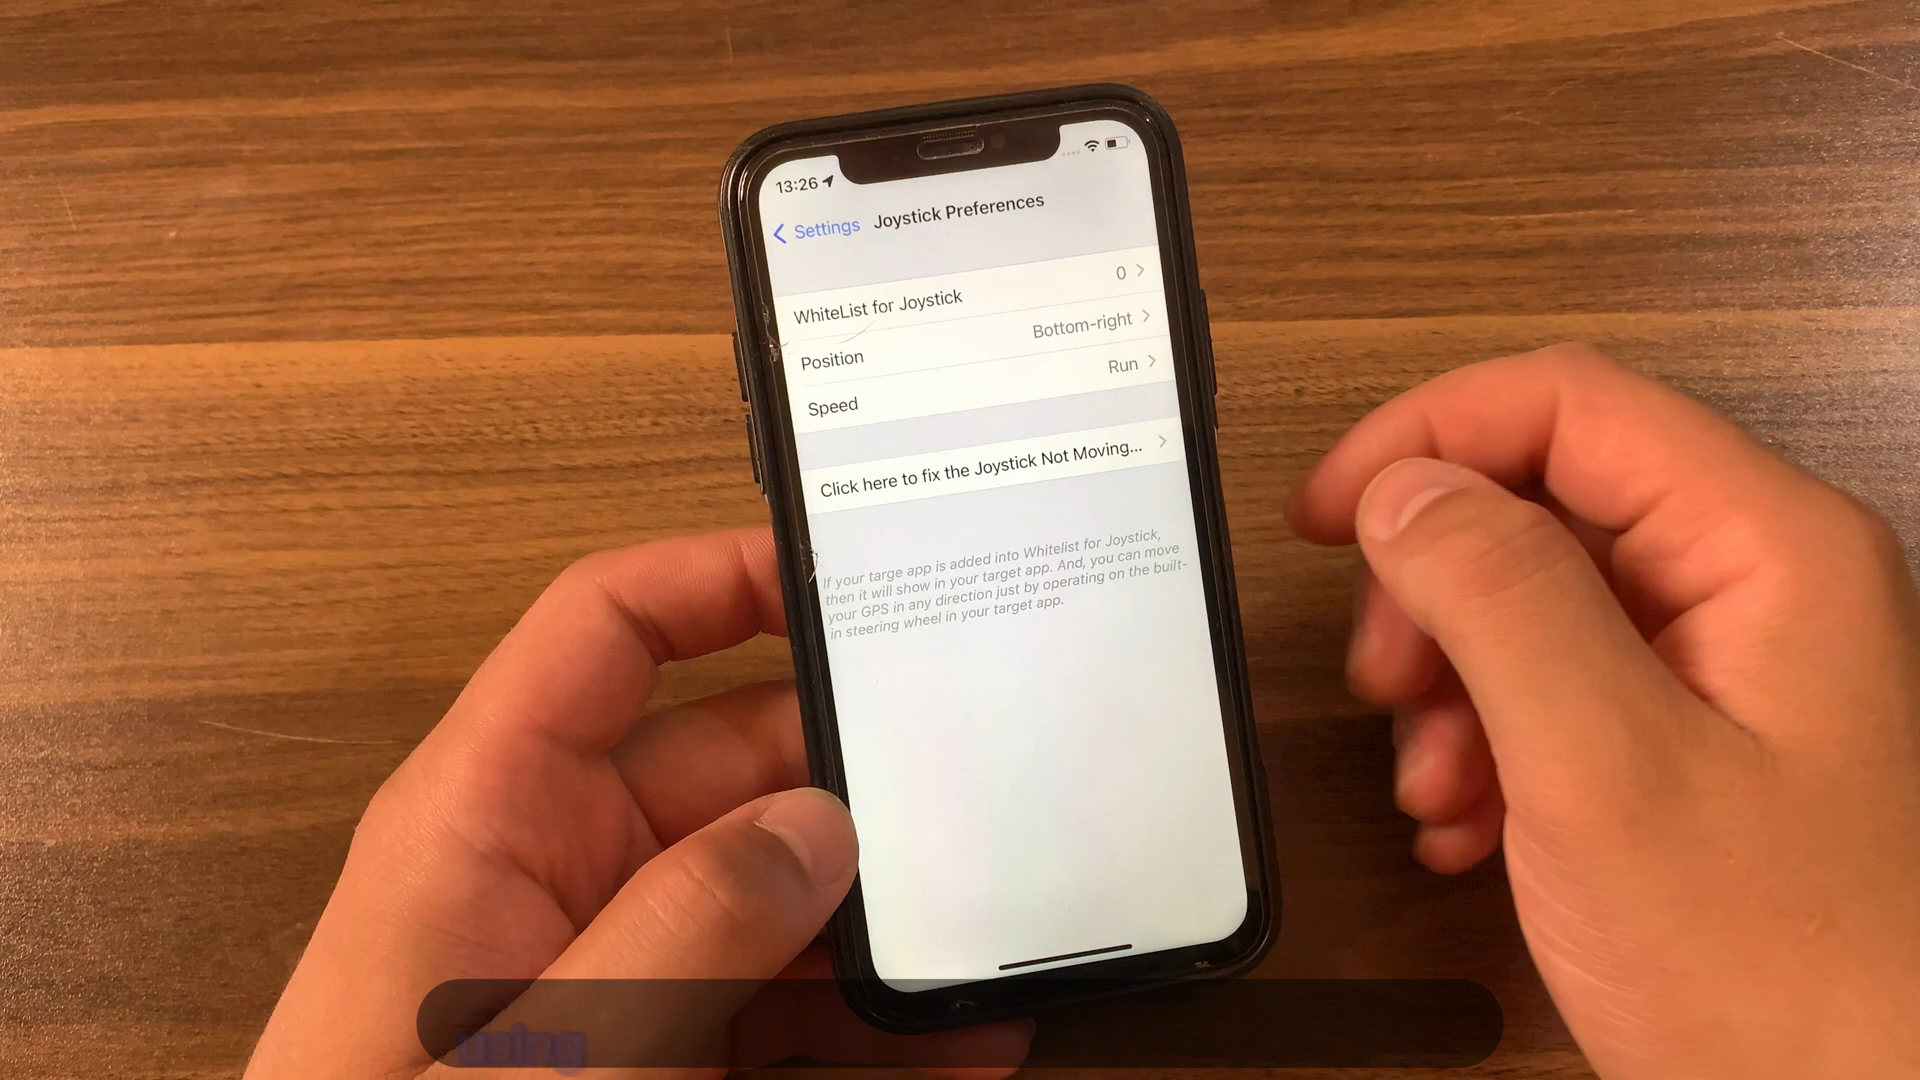 13:26
Settings
Joystick Preferences
WhiteList for Joystick
0
Position
Bottom-right
Speed
Run
Click here to fix the Joystick Not Moving...
If your targe app is added into Whitelist for Joystick,
then it will show in your target app. And, you can move
your GPS in any direction just by operating on the built-
in steering wheel in your target app.
using